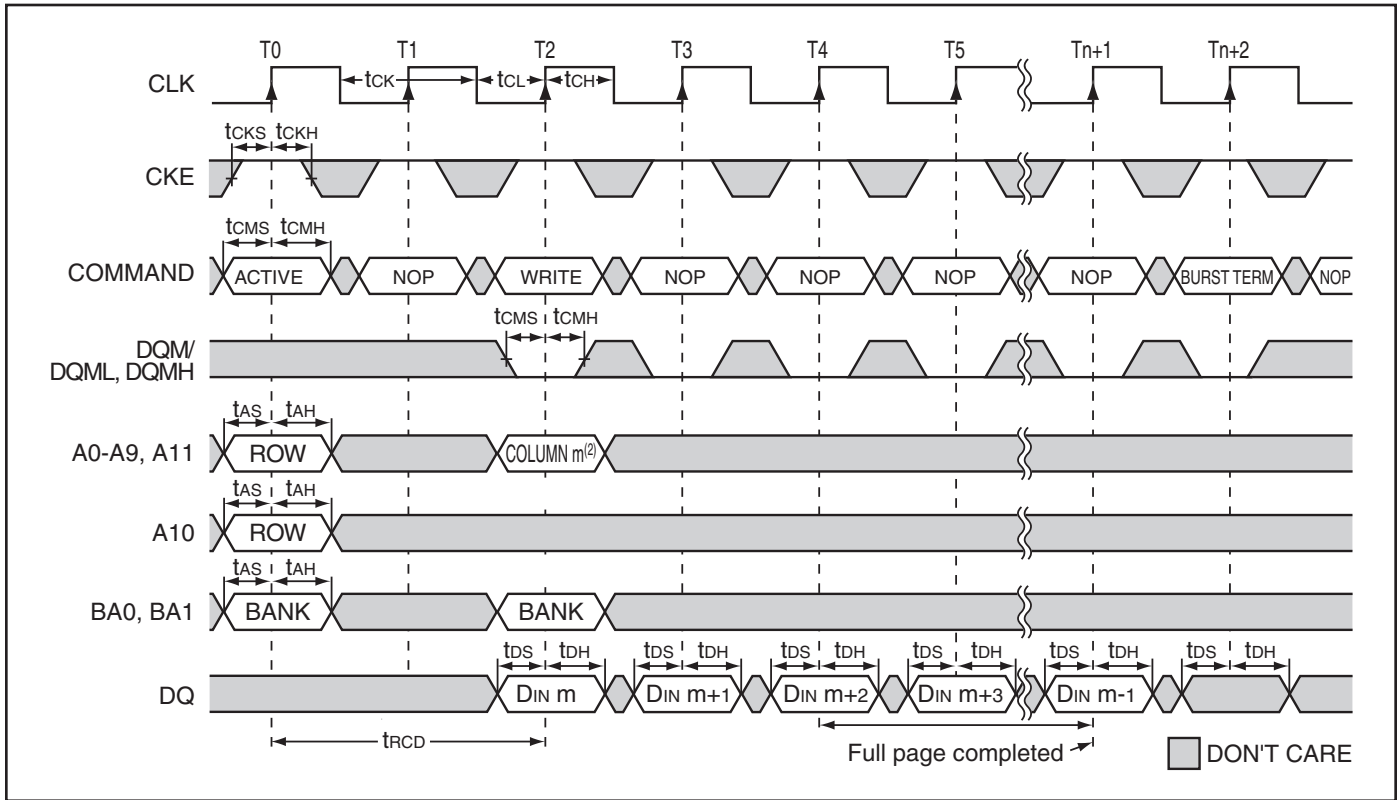 T0 T1 T2 T3 T4 T5 Tn+1 Tn+2
CLK tCK tCL tCH
tCKS tCKH
CKE
tCMS tCMH
COMMAND ACTIVE NOP WRITE NOP NOP NOP NOP BURST TERM NOP
tCMS tCMH
DQM/
DQML, DQMH
tAS tAH
A0-A9, A11 ROW COLUMN m(2)
tAS tAH
A10 ROW
tAS tAH
BA0, BA1 BANK BANK
tDS tDH tDS tDH tDS tDH tDS tDH tDS tDH tDS tDH
DQ DIN m DIN m+1 DIN m+2 DIN m+3 DIN m-1
tRCD
Full page completed DON'T CARE